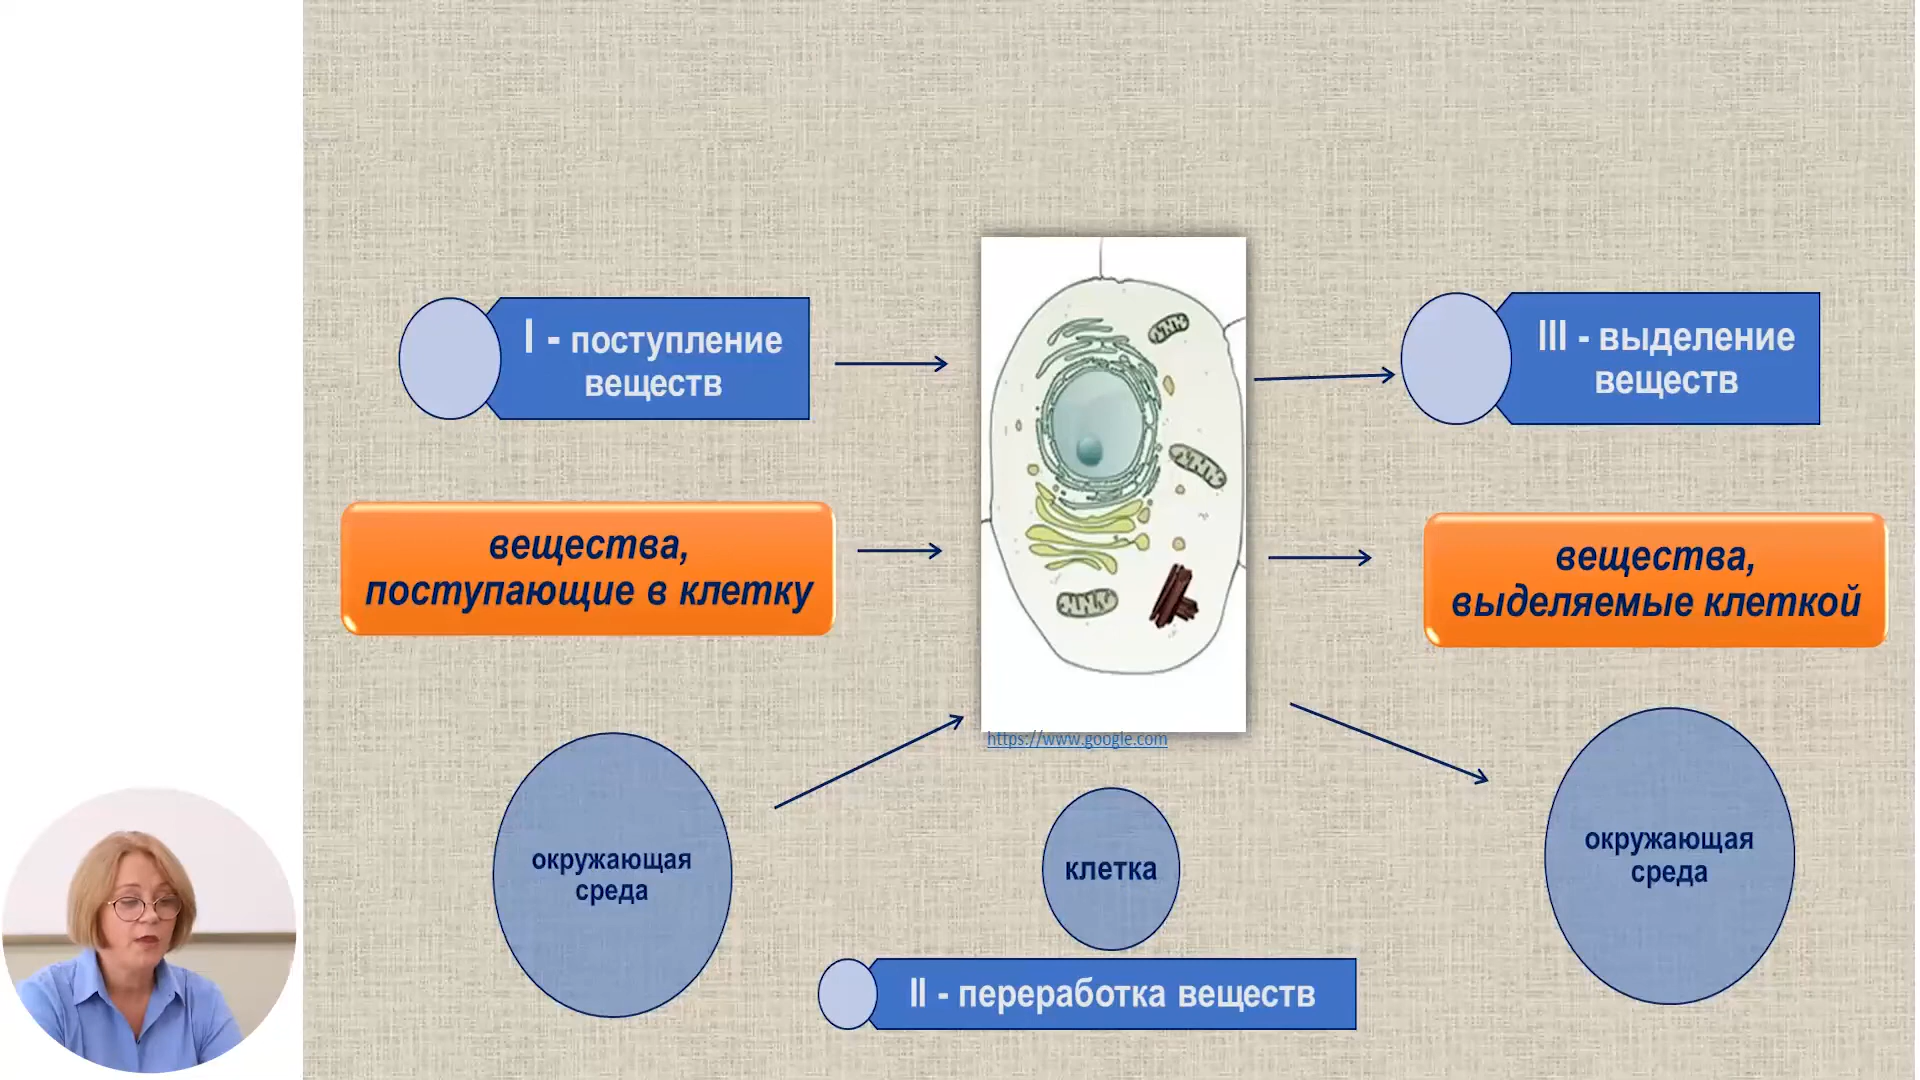 I - поступление
веществ
III - выделение
веществ
вещества,
поступающие в клетку
вещества,
выделяемые клеткой
https://www.google.com
окружающая
среда
клетка
окружающая
среда
II - переработка веществ